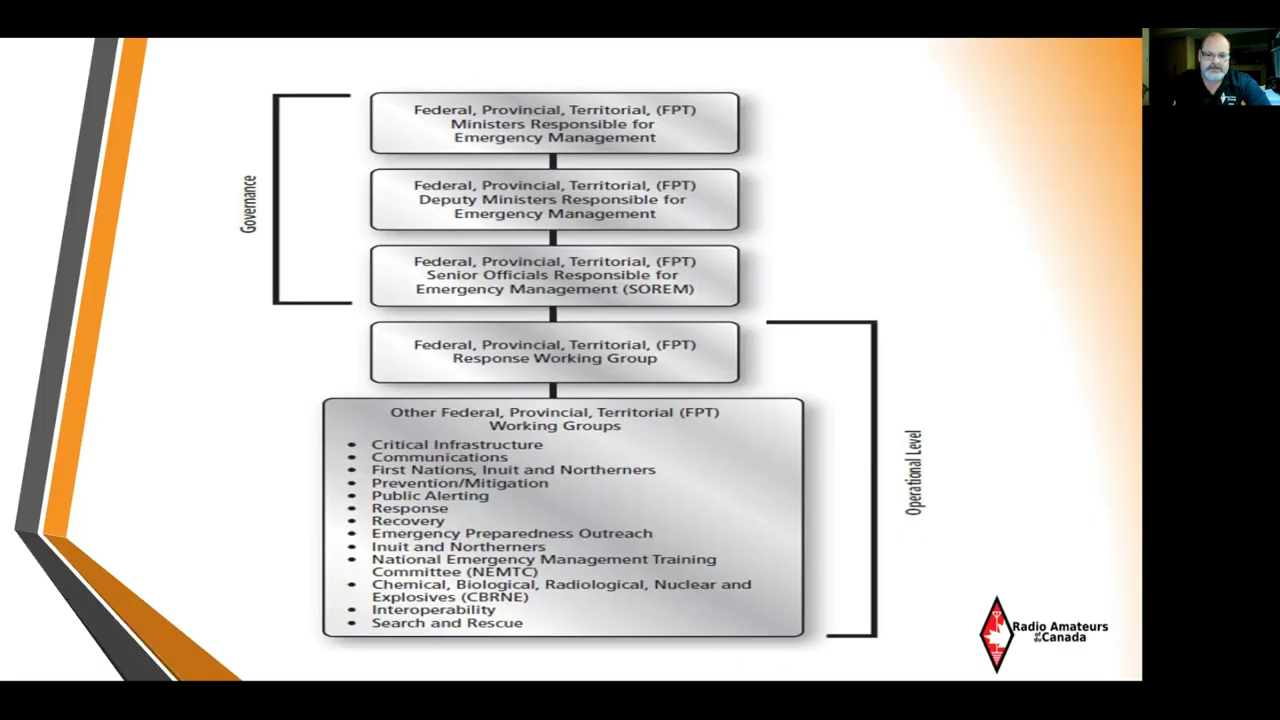 Federal, Provincial, Territorial, (FPT)
Ministers Responsible for
Emergency Management
Federal, Provincial, Territorial, (FPT)
Deputy Ministers Responsible for
Emergency Management
Federal, Provincial, Territorial, (FPT)
Senior Officials Responsible for
Emergency Management (SOREM)
Governance
Federal, Provincial, Territorial, (FPT)
Response Working Group
Other Federal, Provincial, Territorial (FPT)
Working Groups
• Critical Infrastructure
• Communications
• First Nations, Inuit and Northerners
• Prevention/Mitigation
• Public Alerting
• Response
• Recovery
• Emergency Preparedness Outreach
• Inuit and Northerners
• National Emergency Management Training
Committee (NEMTC)
• Chemical, Biological, Radiological, Nuclear and
Explosives (CBRNE)
• Interoperability
• Search and Rescue
Operational Level
Radio Amateurs
of du Canada